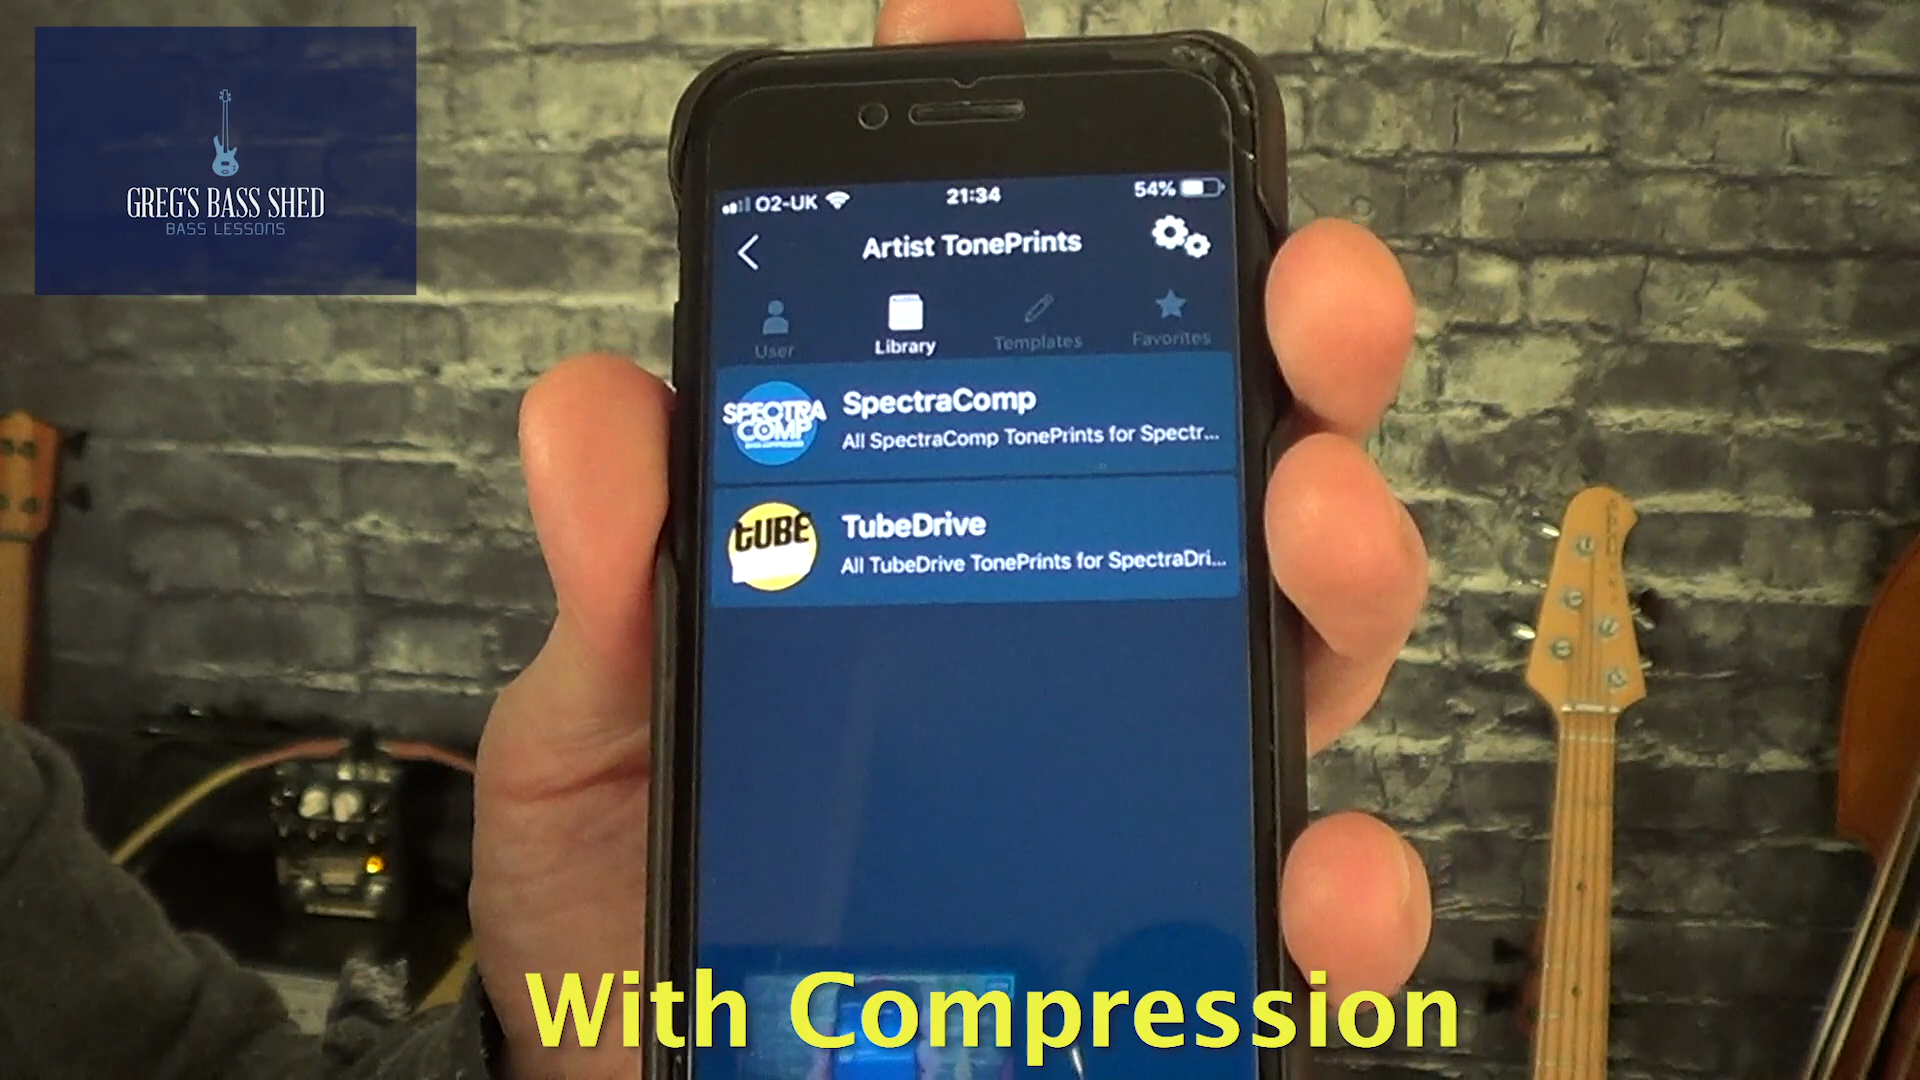 GREG'S BASS SHED
BASS LESSONS
O2-UK 21:34 54%
Artist TonePrints
User Library Templates Favorites
SPECTRA
COMP
SpectraComp
All SpectraComp TonePrints for Spectr...
TUBE
TubeDrive
All TubeDrive TonePrints for SpectraDri...
With Compression